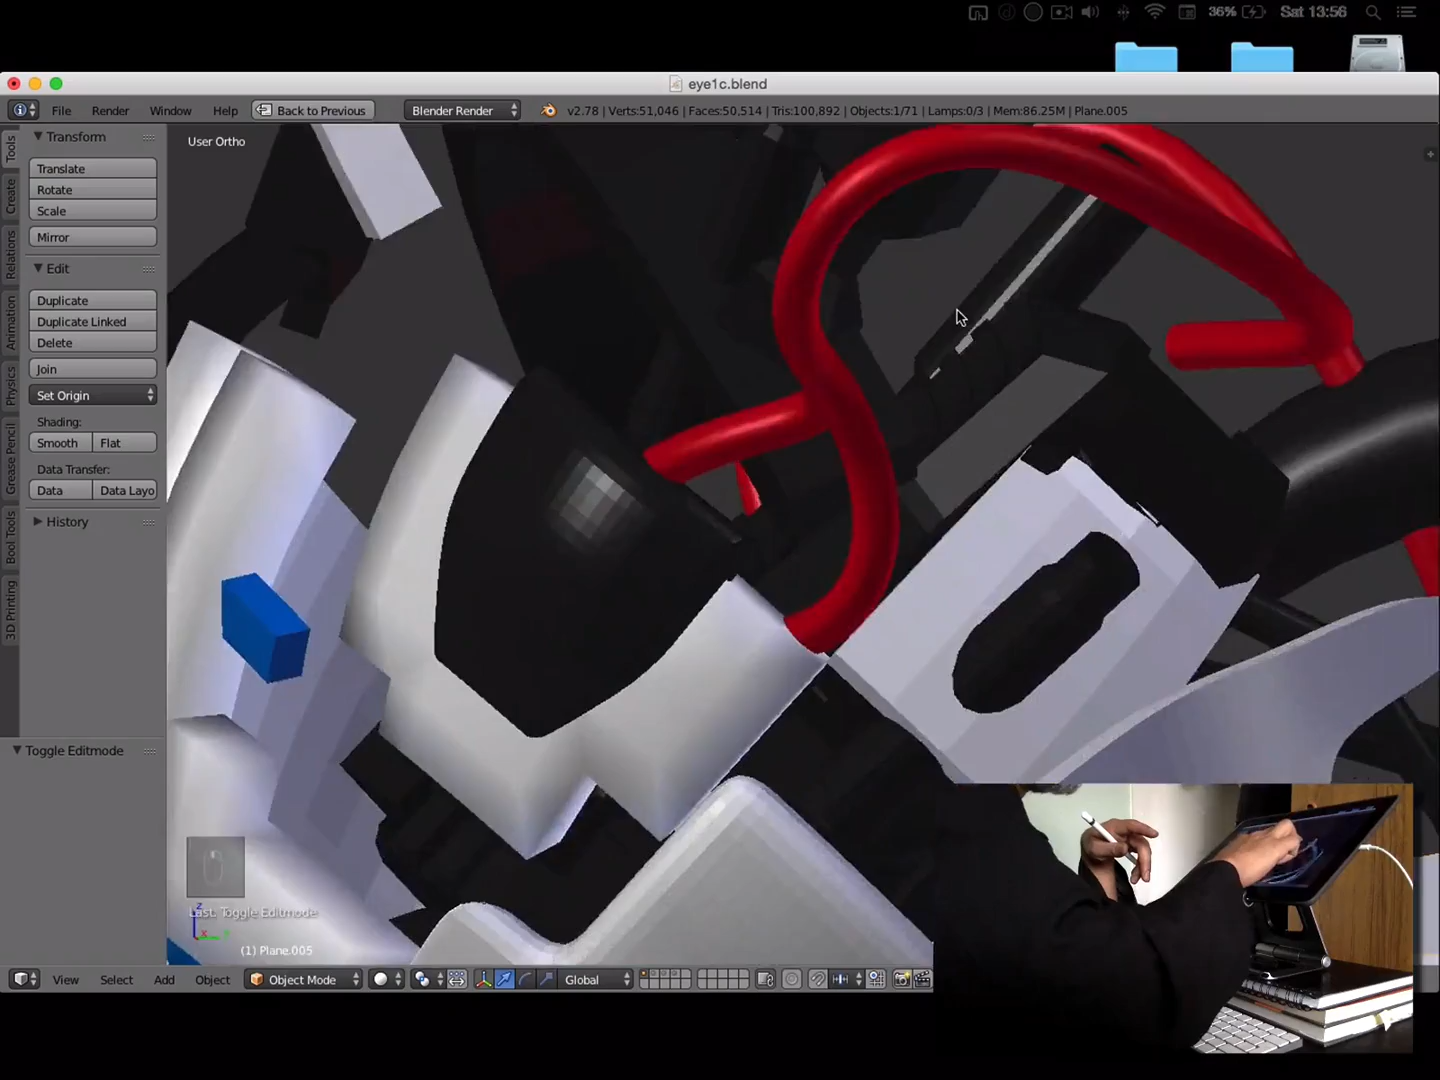 36% Sat 13:56
eye1c.blend
File Render Window Help Back to Previous Blender Render v2.78 | Verts:51,046 | Faces:50,514 | Tris:100,892 | Objects:1/71 | Lamps:0/3 | Mem:86.25M | Plane.005
Tools
Create
Relations
Animation
Physics
Grease Pencil
Bool Tools
3D Printing
Transform
Translate
Rotate
Scale
Mirror
Edit
Duplicate
Duplicate Linked
Delete
Join
Set Origin
Shading:
Smooth Flat
Data Transfer:
Data Data Layo
History
Toggle Editmode
User Ortho
Last: Toggle Editmode
z
x y
(1) Plane.005
View Select Add Object Object Mode Global